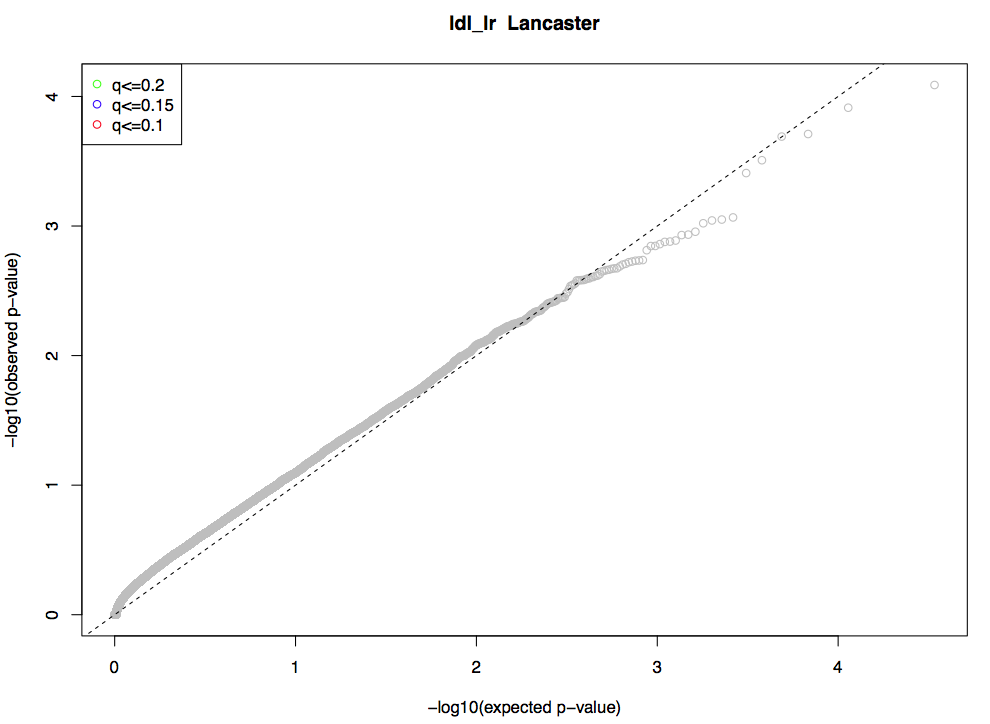 ldl_lr Lancaster
q<=0.2
q<=0.15
q<=0.1
4
3
2
1
0
−log10(observed p−value)
0 1 2 3 4
−log10(expected p−value)